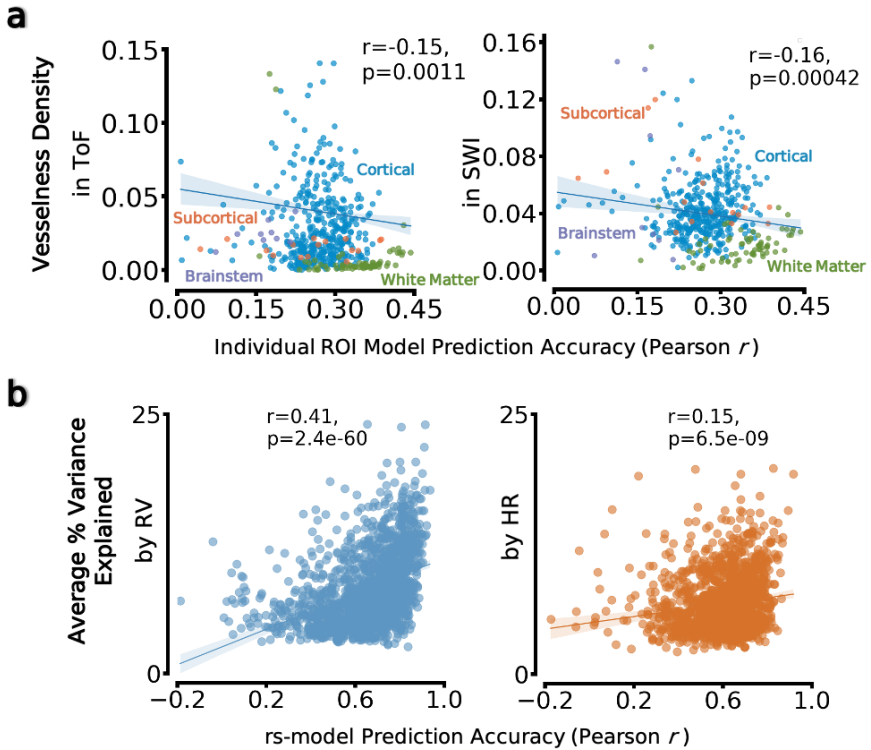 a
Vesselness Density
in ToF
0.15
0.10
0.05
0.00
r=-0.15,
p=0.0011
Cortical
Subcortical
Brainstem
White Matter
0.00 0.15 0.30 0.45
in SWI
0.16
0.12
0.08
0.04
0.00
r=-0.16,
p=0.00042
Subcortical
Cortical
Brainstem
White Matter
0.00 0.15 0.30 0.45
Individual ROI Model Prediction Accuracy (Pearson r)
b
Average % Variance
Explained
by RV
25
0
r=0.41,
p=2.4e-60
−0.2 0.2 0.6 1.0
by HR
25
0
r=0.15,
p=6.5e-09
−0.2 0.2 0.6 1.0
rs-model Prediction Accuracy (Pearson r)